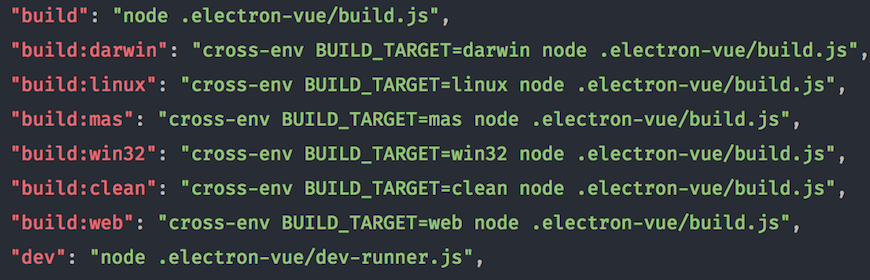 "build": "node .electron-vue/build.js",
"build:darwin": "cross-env BUILD_TARGET=darwin node .electron-vue/build.js",
"build:linux": "cross-env BUILD_TARGET=linux node .electron-vue/build.js",
"build:mas": "cross-env BUILD_TARGET=mas node .electron-vue/build.js",
"build:win32": "cross-env BUILD_TARGET=win32 node .electron-vue/build.js",
"build:clean": "cross-env BUILD_TARGET=clean node .electron-vue/build.js",
"build:web": "cross-env BUILD_TARGET=web node .electron-vue/build.js",
"dev": "node .electron-vue/dev-runner.js",